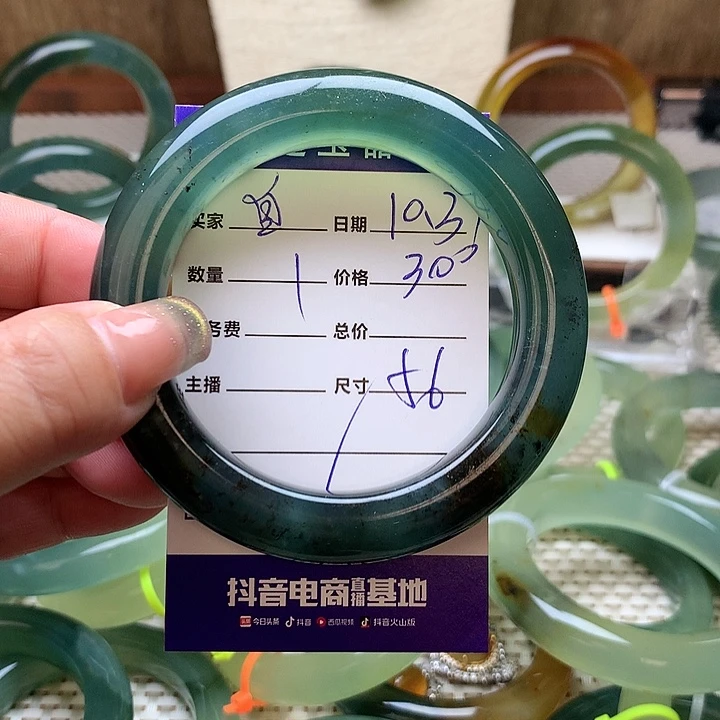 买家 日期 10.31
数量 1 价格 300
务费 总价
主播 尺寸 56
抖音电商直播基地
今日头条 抖音 西瓜视频 抖音火山版